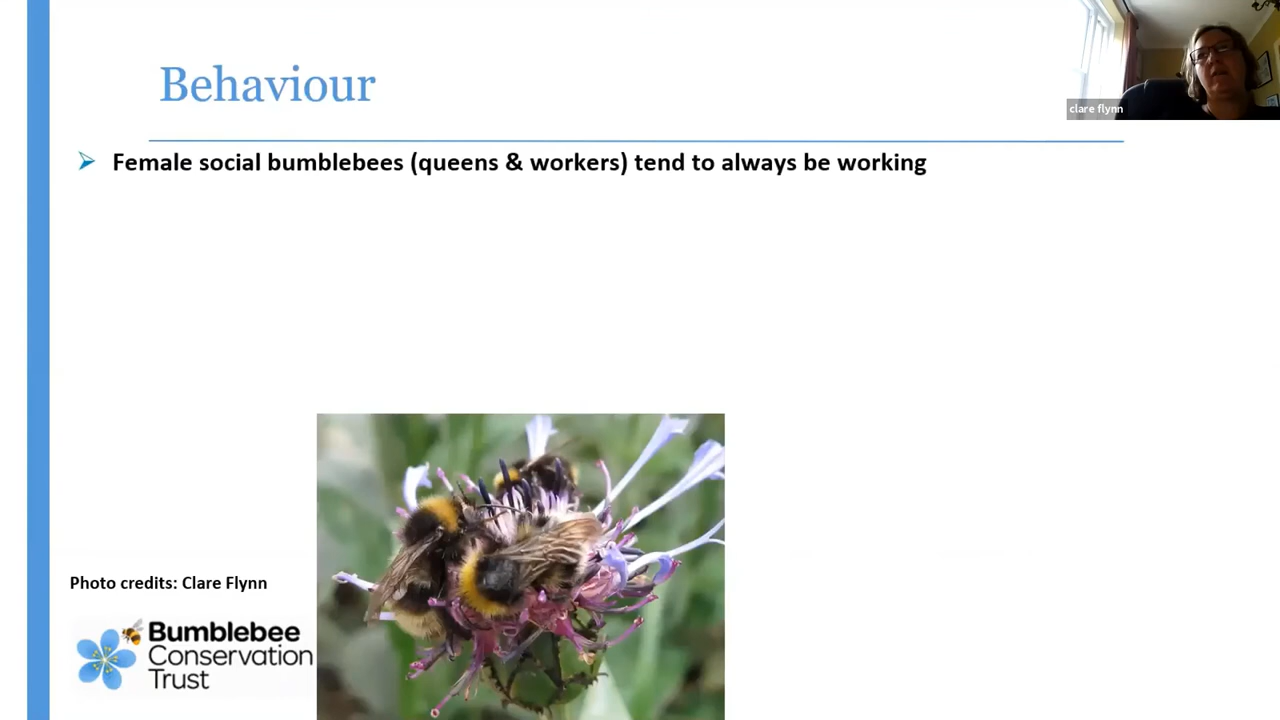 Behaviour
clare flynn
➢ Female social bumblebees (queens & workers) tend to always be working
Photo credits: Clare Flynn
Bumblebee
Conservation
Trust